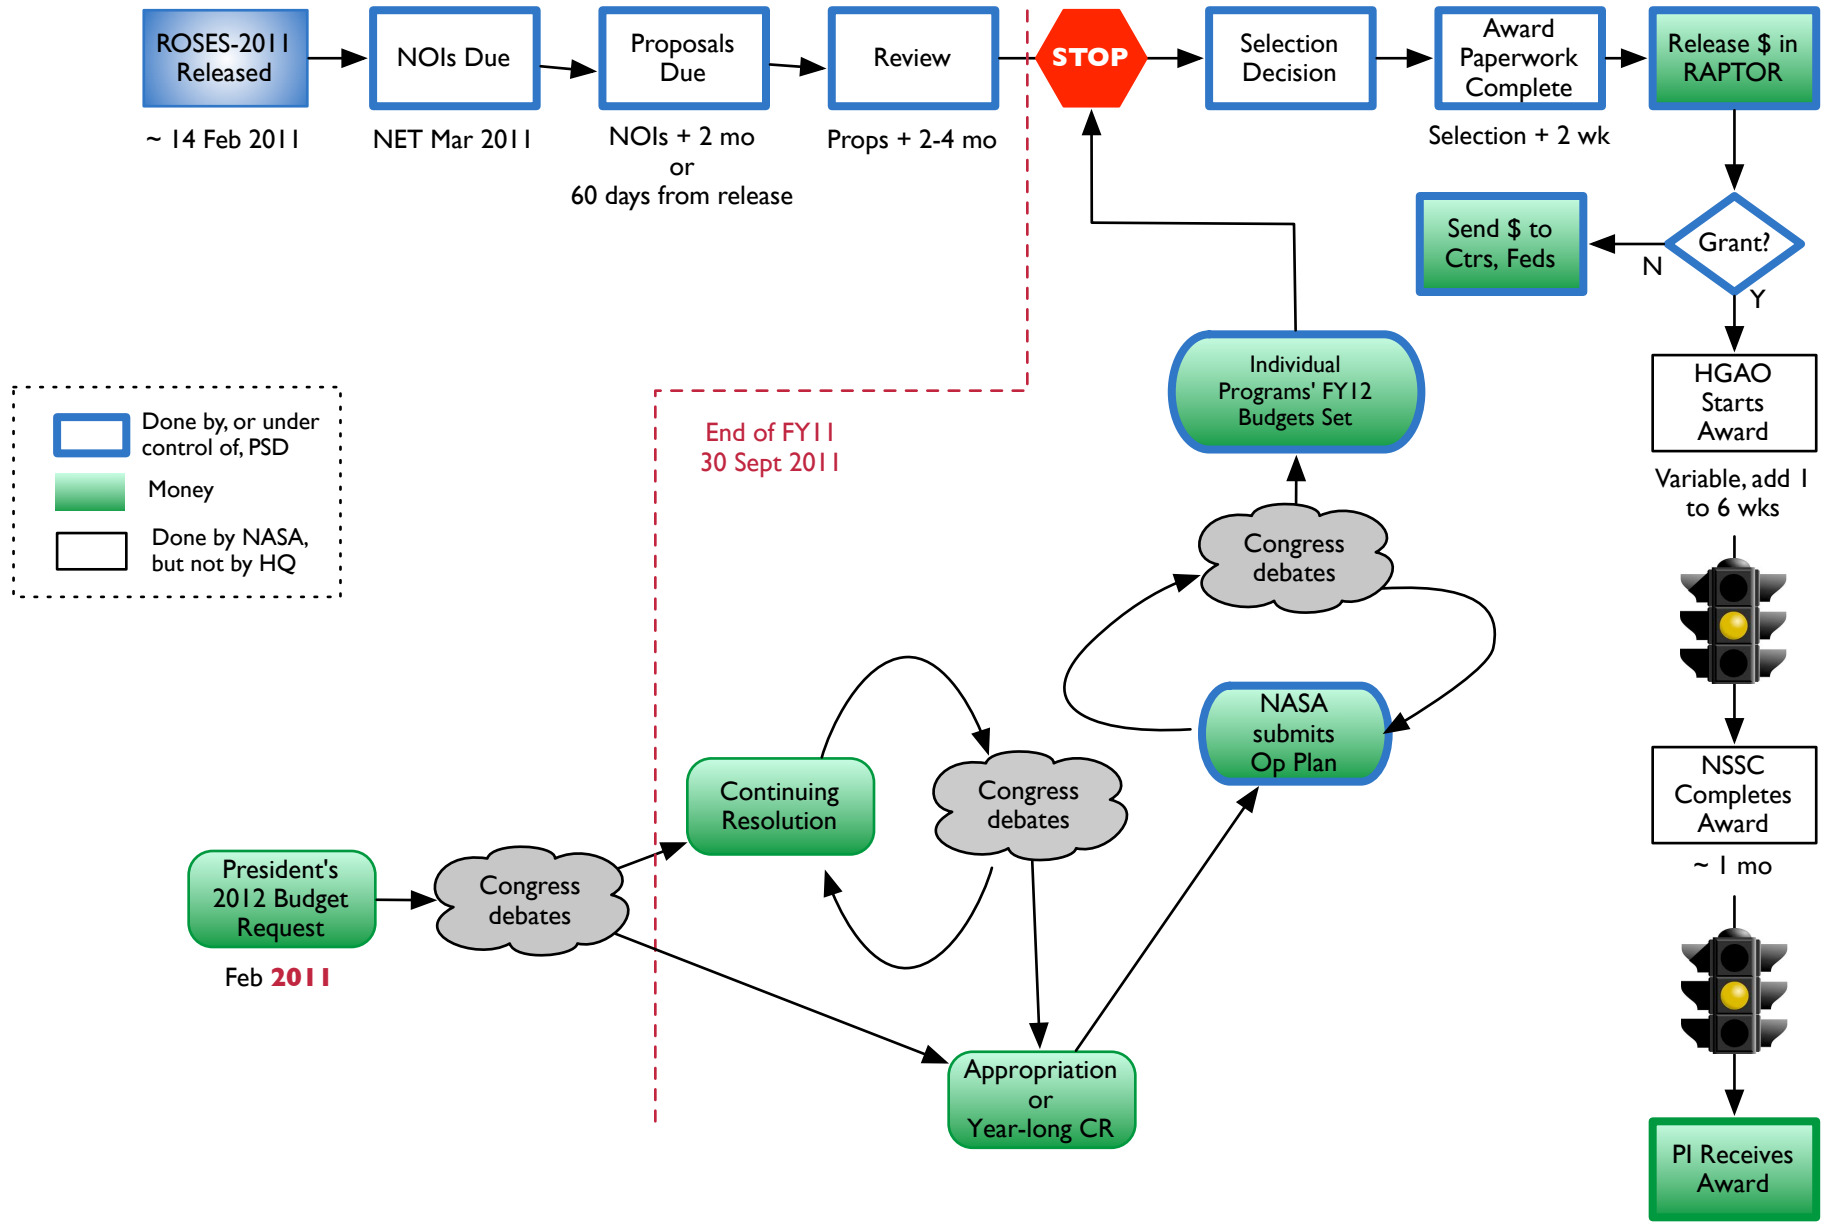 ROSES-2011
Released
~ 14 Feb 2011
NOIs Due
NET Mar 2011
Proposals
Due
NOIs + 2 mo
or
60 days from release
Review
Props + 2-4 mo
STOP
Selection
Decision
Award
Paperwork
Complete
Selection + 2 wk
Release $ in
RAPTOR
Grant?
N
Y
Send $ to
Ctrs, Feds
HGAO
Starts
Award
Variable, add 1
to 6 wks
NSSC
Completes
Award
~ 1 mo
PI Receives
Award
Done by, or under
control of, PSD
Money
Done by NASA,
but not by HQ
End of FY11
30 Sept 2011
Individual
Programs' FY12
Budgets Set
Congress
debates
NASA
submits
Op Plan
Continuing
Resolution
Congress
debates
President's
2012 Budget
Request
Feb 2011
Congress
debates
Appropriation
or
Year-long CR